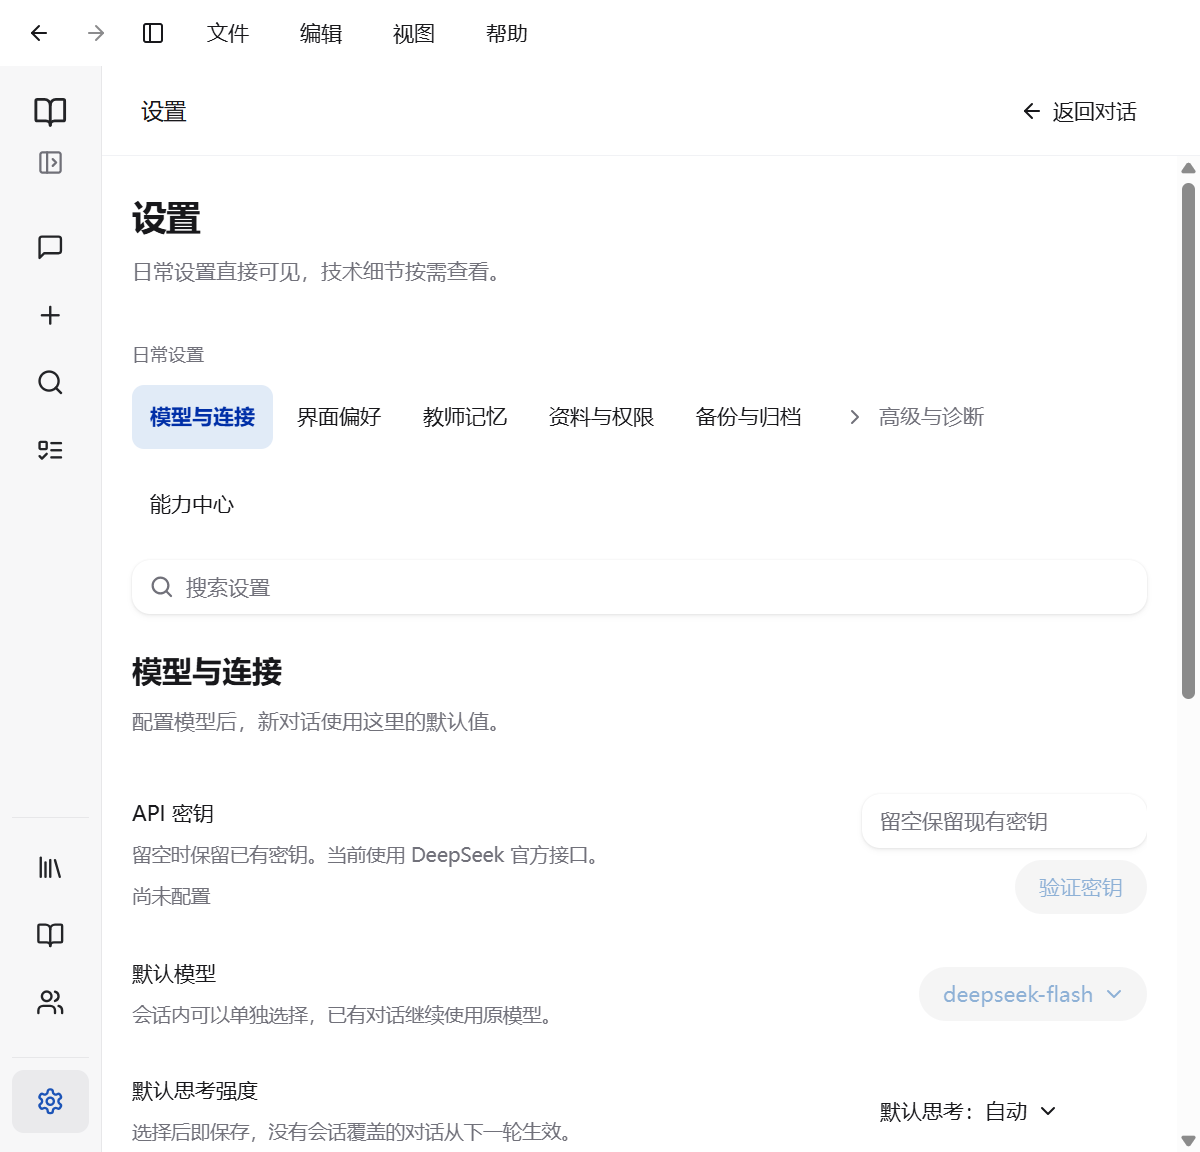 文件 编辑 视图 帮助
设置 返回对话
设置
日常设置直接可见，技术细节按需查看。
日常设置
模型与连接 界面偏好 教师记忆 资料与权限 备份与归档 高级与诊断
能力中心
搜索设置
模型与连接
配置模型后，新对话使用这里的默认值。
API 密钥
留空保留现有密钥
留空时保留已有密钥。当前使用 DeepSeek 官方接口。
尚未配置
验证密钥
默认模型
deepseek-flash
会话内可以单独选择，已有对话继续使用原模型。
默认思考强度
默认思考：自动
选择后即保存，没有会话覆盖的对话从下一轮生效。